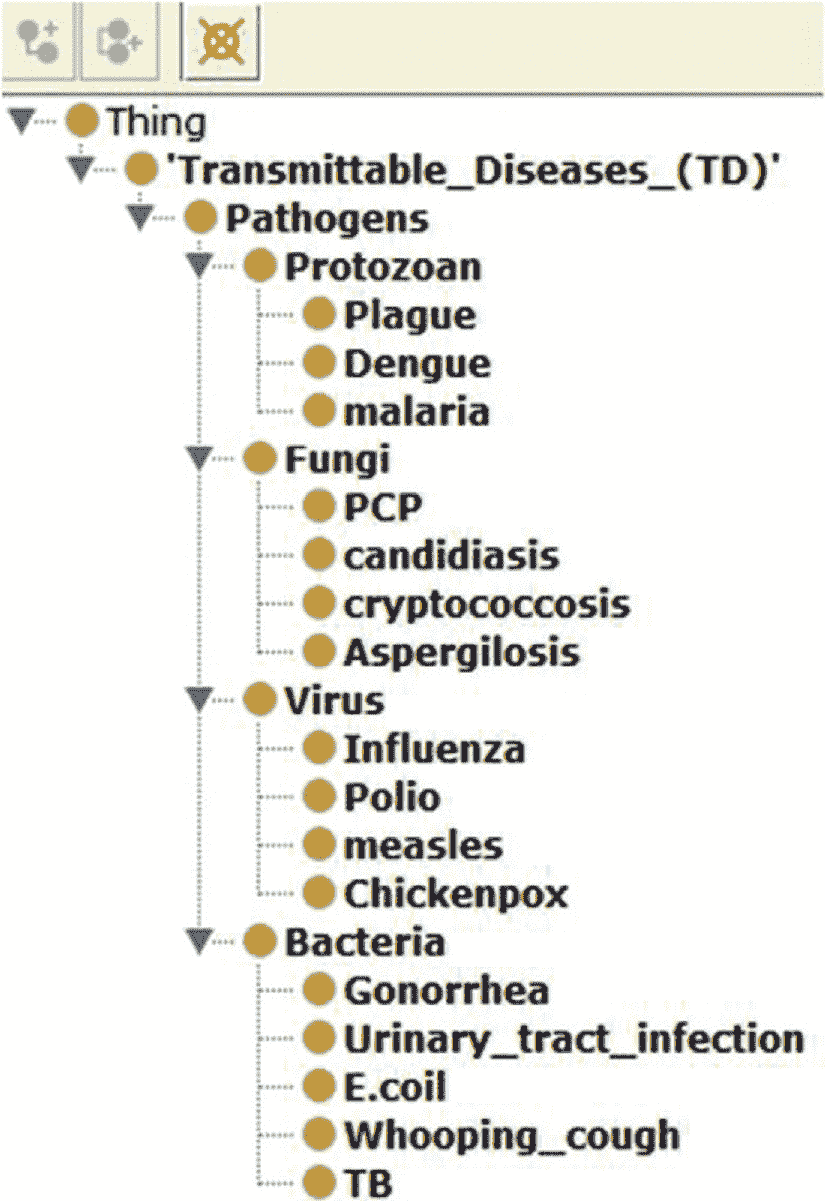 Thing
'Transmittable_Diseases_(TD)'
Pathogens
Protozoan
Plague
Dengue
malaria
Fungi
PCP
candidiasis
cryptococcosis
Aspergilosis
Virus
Influenza
Polio
measles
Chickenpox
Bacteria
Gonorrhea
Urinary_tract_infection
E.coil
Whooping_cough
TB